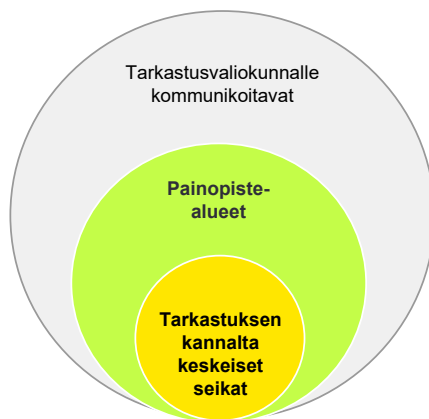 Tarkastusvaliokunnalle
kommunikoitavat
Painopiste-
alueet
Tarkastuksen
kannalta
keskeiset
seikat